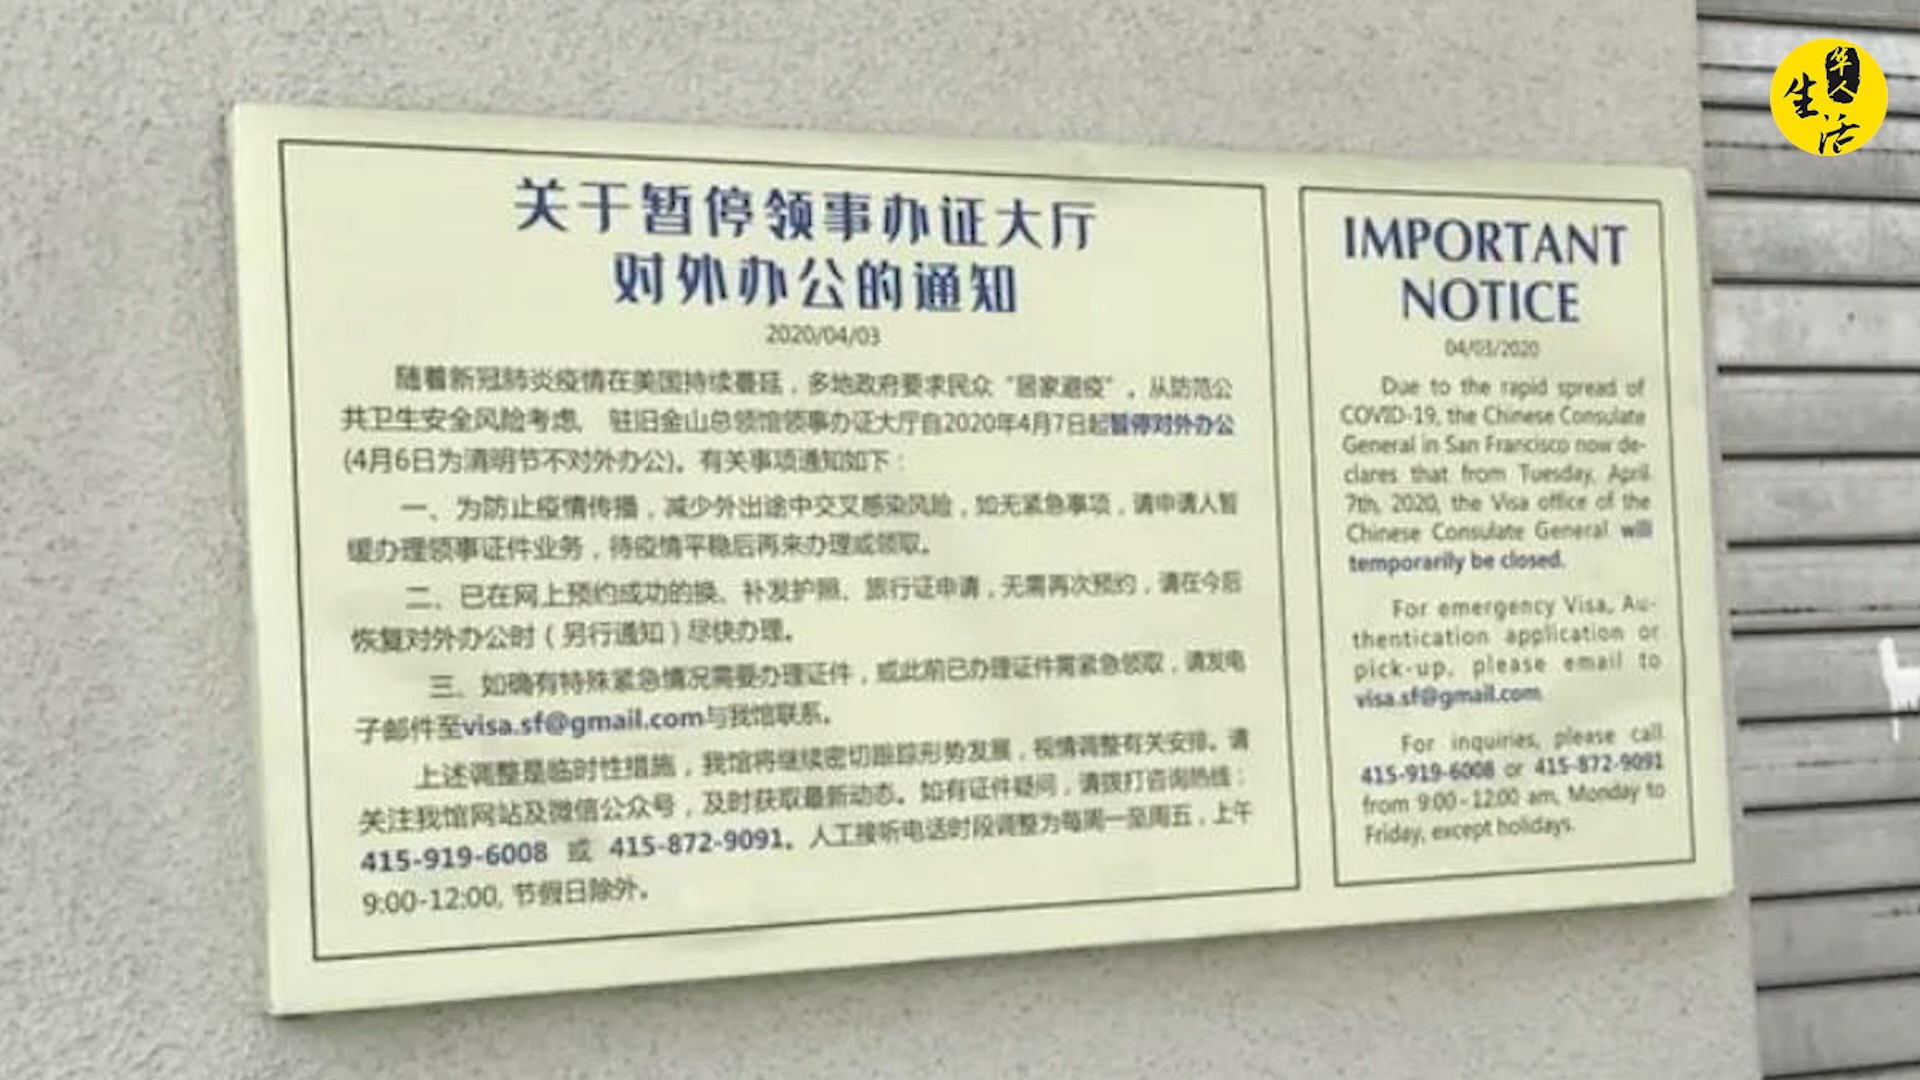 关于暂停领事办证大厅
对外办公的通知
2020/04/03
随着新冠肺炎疫情在美国持续蔓延，多地政府要求民众“居家避疫”。从防范公
共卫生安全风险考虑, 驻旧金山总领馆领事办证大厅自2020年4月7日起暂停对外办公
(4月6日为清明节不对外办公)。有关事项通知如下：
一、为防止疫情传播，减少外出途中交叉感染风险，如无紧急事项，请申请人暂
缓办理领事证件业务，待疫情平稳后再来办理或领取。
二、已在网上预约成功的换、补发护照、旅行证申请，无需再次预约，请在今后
恢复对外办公时（另行通知）尽快办理。
三、如确有特殊紧急情况需要办理证件，或此前已办理证件需紧急领取，请发电
子邮件至visa.sf@gmail.com与我馆联系。
上述调整是临时性措施，我馆将继续密切跟踪形势发展，视情调整有关安排。请
关注我馆网站及微信公众号，及时获取最新动态。如有证件疑问，请拨打咨询热线：
415-919-6008 或 415-872-9091。人工接听电话时段调整为每周一至周五，上午
9:00-12:00, 节假日除外。
IMPORTANT
NOTICE
04/03/2020
Due to the rapid spread of
COVID-19, the Chinese Consulate
General in San Francisco now de-
clares that from Tuesday, April
7th, 2020, the Visa office of the
Chinese Consulate General will
temporarily be closed.
For emergency Visa, Au-
thentication application or
pick-up, please email to
visa.sf@gmail.com.
For inquiries, please call
415-919-6008 or 415-872-9091
from 9:00-12:00 am, Monday to
Friday, except holidays.
华人
生活